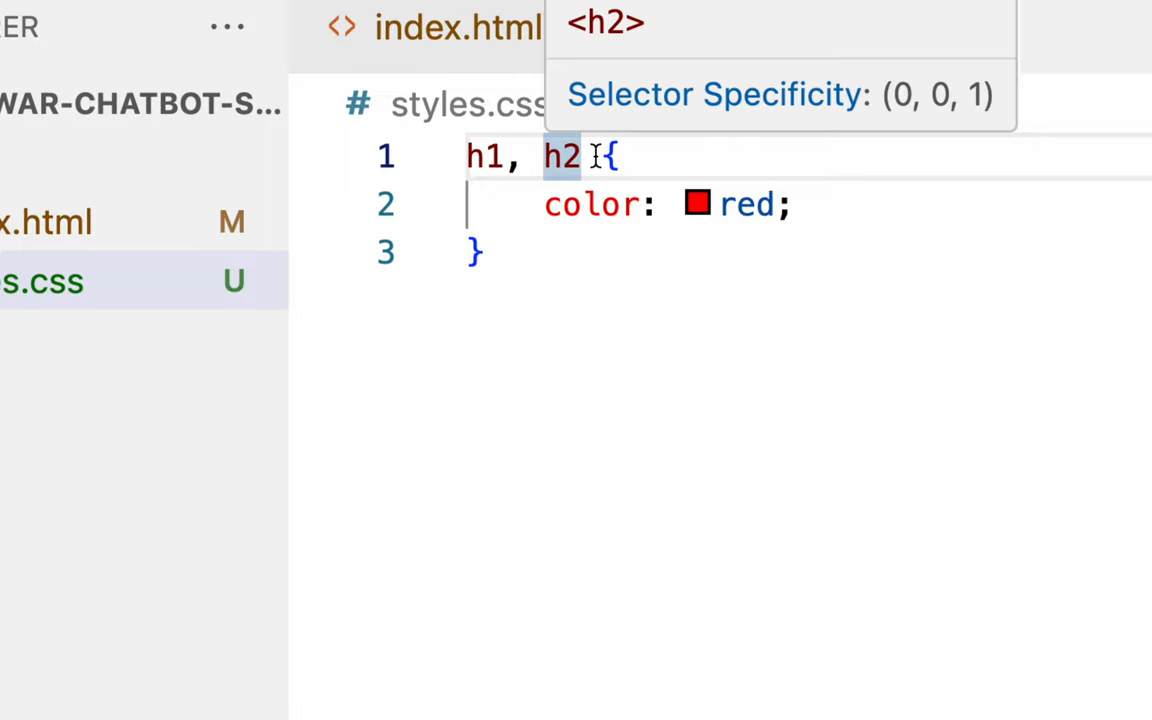 ER ...
index.html
<h2>
Selector Specificity: (0, 0, 1)
WAR-CHATBOT-S...
# styles.css
1 h1, h2 {
x.html M
2 color: red;
s.css U
3 }